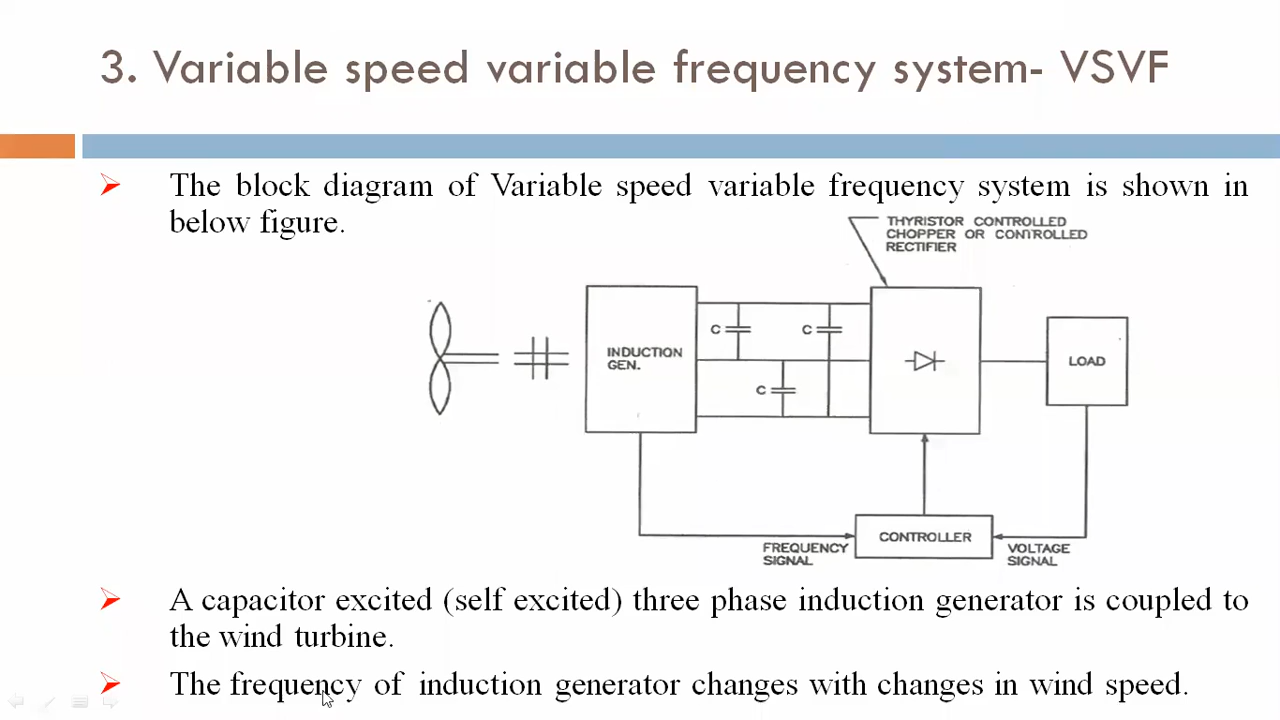 3. Variable speed variable frequency system- VSVF
The block diagram of Variable speed variable frequency system is shown in
below figure.
THYRISTOR CONTROLLED
CHOPPER OR CONTROLLED
RECTIFIER
C
C
INDUCTION
GEN.
LOAD
C
CONTROLLER
FREQUENCY
SIGNAL
VOLTAGE
SIGNAL
A capacitor excited (self excited) three phase induction generator is coupled to
the wind turbine.
The frequency of induction generator changes with changes in wind speed.